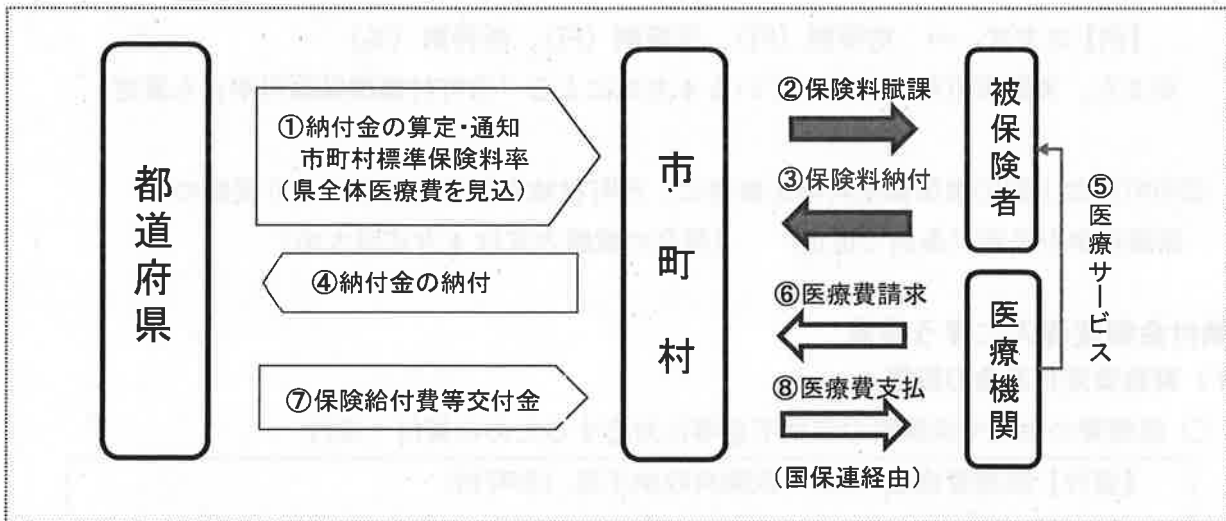 都道府県
①納付金の算定・通知
市町村標準保険料率
(県全体医療費を見込)
④納付金の納付
⑦保険給付費等交付金
市町村
②保険料賦課
③保険料納付
⑥医療費請求
⑧医療費支払
(国保連経由)
被保険者
医療機関
⑤医療サービス